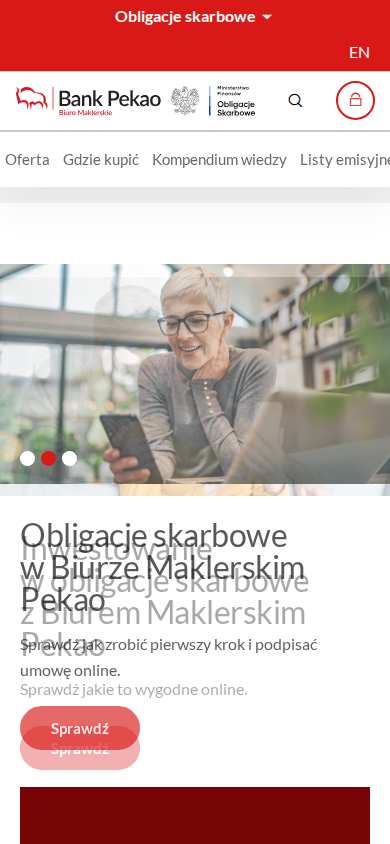 Obligacje skarbowe
EN
Bank Pekao
Biuro Maklerskie
Ministerstwo
Finansów
Obligacje
Skarbowe
Oferta Gdzie kupić Kompendium wiedzy Listy emisyjne
Obligacje skarbowe
w Biurze Maklerskim
Pekao
Inwestowanie
w obligacje skarbowe
z Biurem Maklerskim
Pekao
Sprawdź jak zrobić pierwszy krok i podpisać
umowę online.
Sprawdź jakie to wygodne online.
Sprawdź
Sprawdź